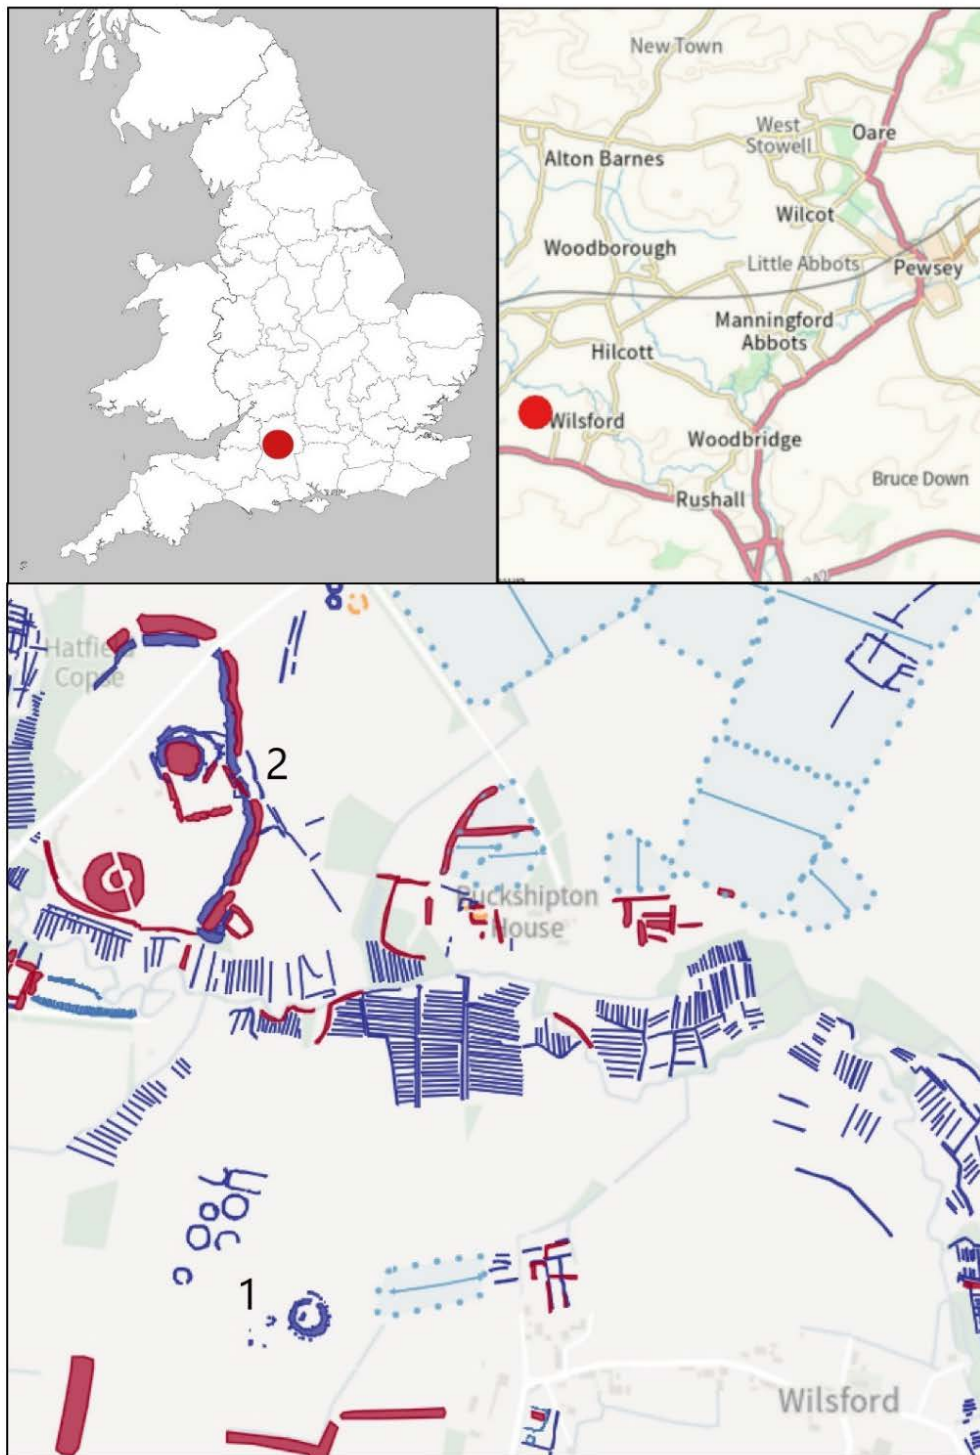 New Town
West
Stowell
Oare
Alton Barnes
Wilcot
Woodborough
Little Abbots
Pewsey
Manningford
Abbots
Hilcott
Wilsford
Woodbridge
Bruce Down
Rushall
Hatfield
Copse
2
Puckshipton
House
1
Wilsford